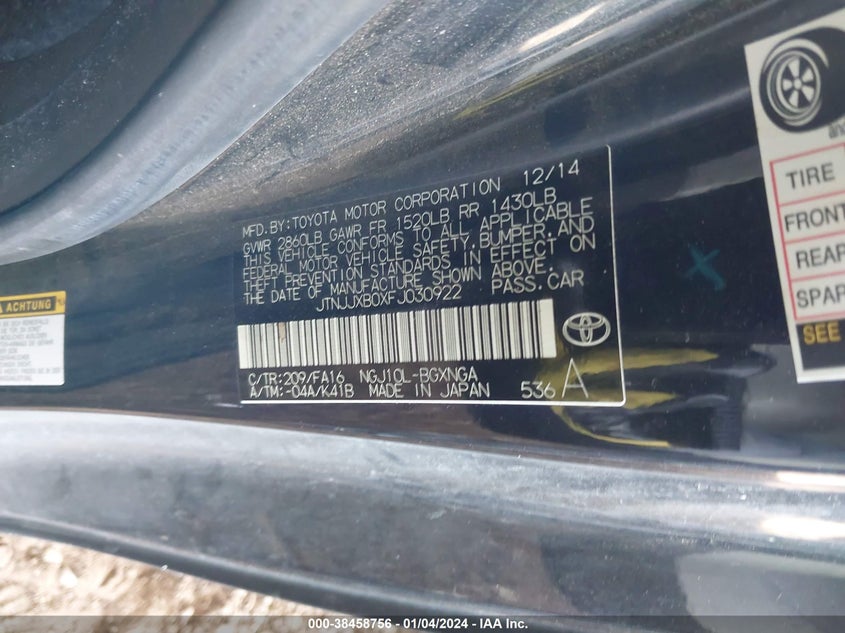 MFD.BY: TOYOTA MOTOR CORPORATION 12/14
GVWR 2860LB GAWR FR 1520LB RR 1430LB
THIS VEHICLE CONFORMS TO ALL APPLICABLE
FEDERAL MOTOR VEHICLE SAFETY,BUMPER,AND
THEFT PREVENTION STANDARDS IN EFFECT ON
THE DATE OF MANUFACTURE SHOWN ABOVE.
JTNJJXB0XFJ030922 PASS.CAR
C/TR:209/FA16 NGJ10L-BGXNGA
A/TM:-04A/K41B MADE IN JAPAN 536 A
ACHTUNG
TIRE
FRONT
REAR
SPAR
SEE
000-38458756 - 01/04/2024 - IAA Inc.